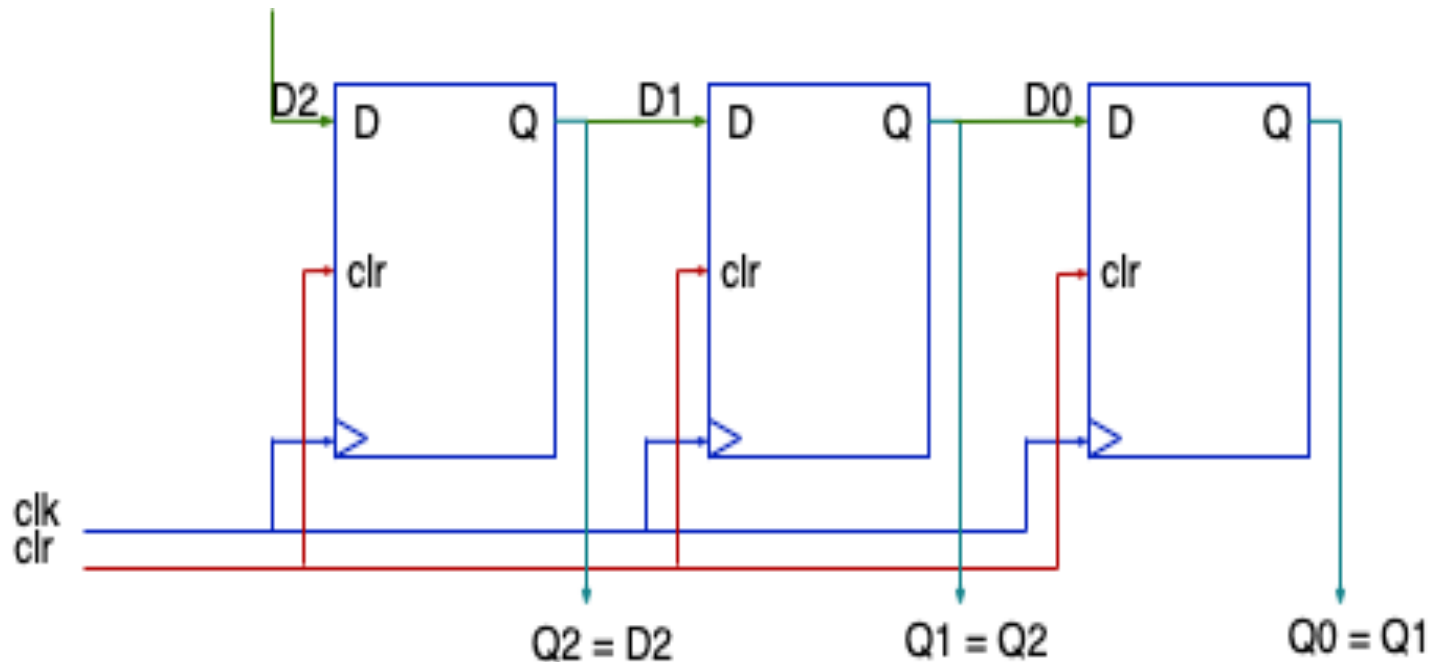 D2 D1 D0
D Q D Q D Q
clr clr clr
clk
clr
Q2 = D2 Q1 = Q2 Q0 = Q1